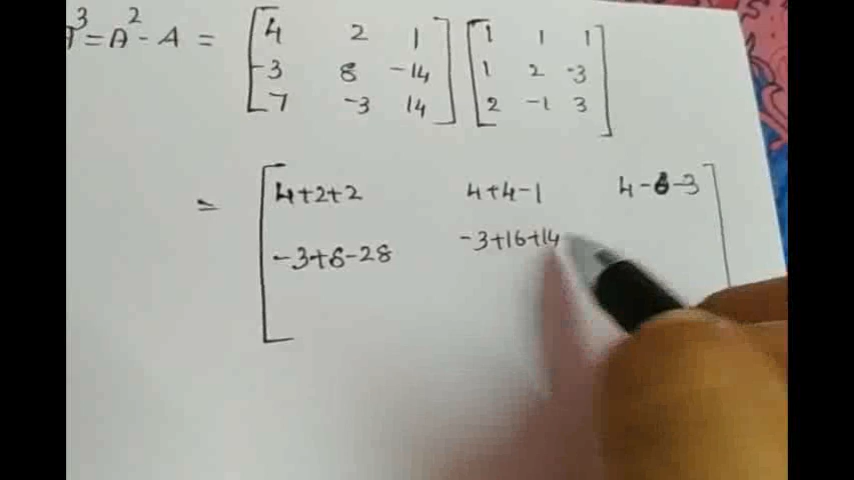 A³ = A² - A = [4 2 1] [1 1 1]
[-3 8 -14] [1 2 -3]
[7 -3 14] [2 -1 3]
= [4+2+2 4+4-1 4-6-3]
-3+8-28 -3+16+14